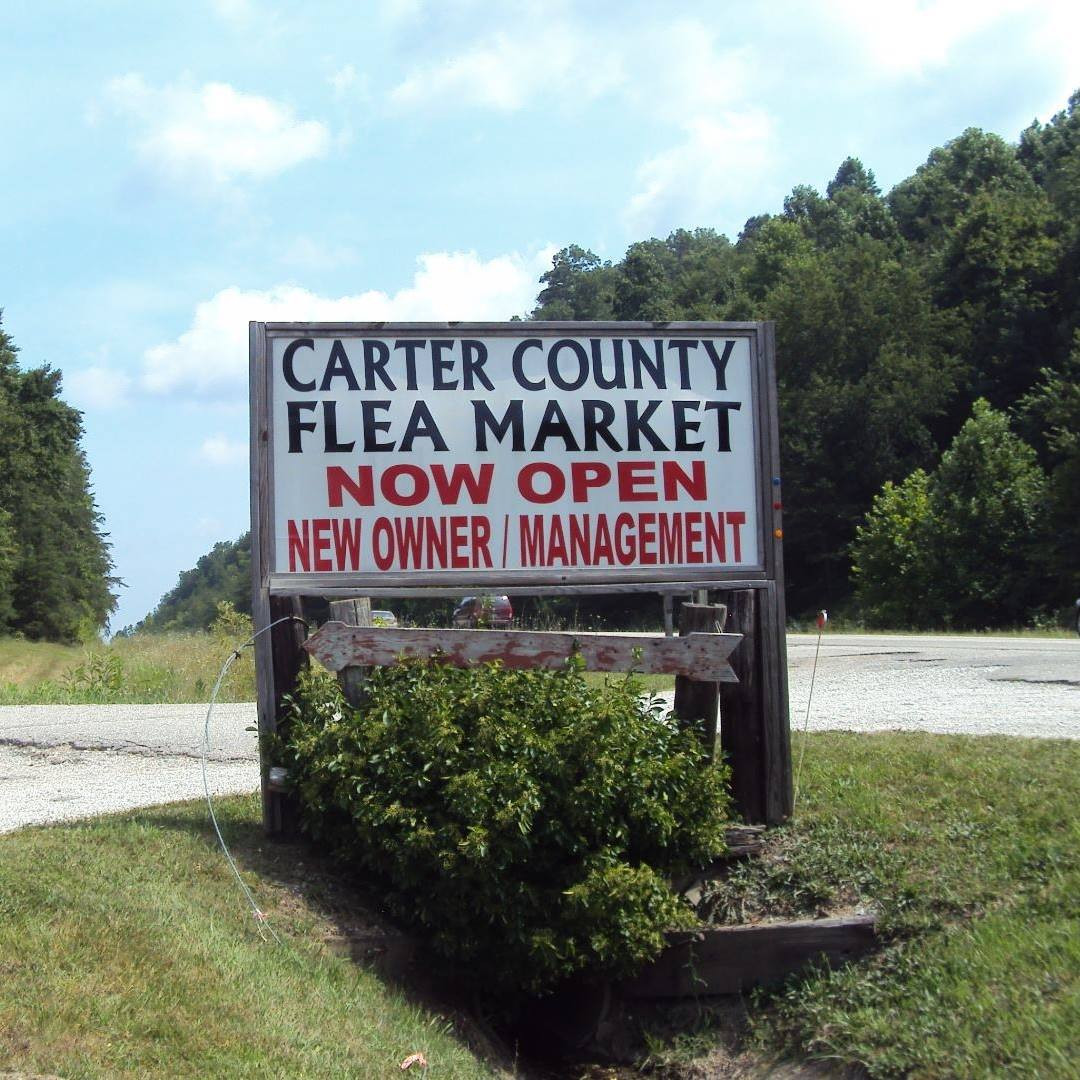 CARTER COUNTY
FLEA MARKET
NOW OPEN
NEW OWNER / MANAGEMENT